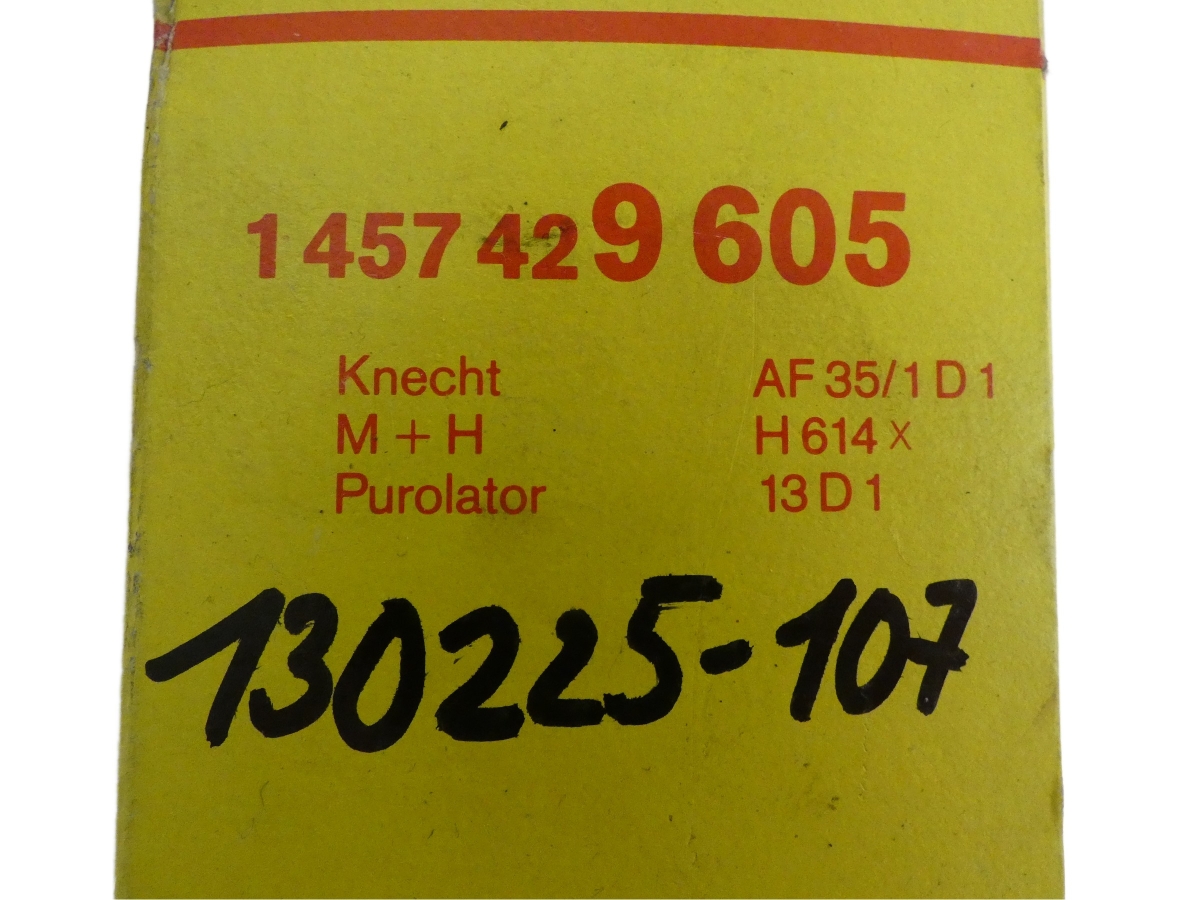 1 457 429 605
Knecht AF 35/1 D 1
M + H H 614 x
Purolator 13 D 1
130225-107